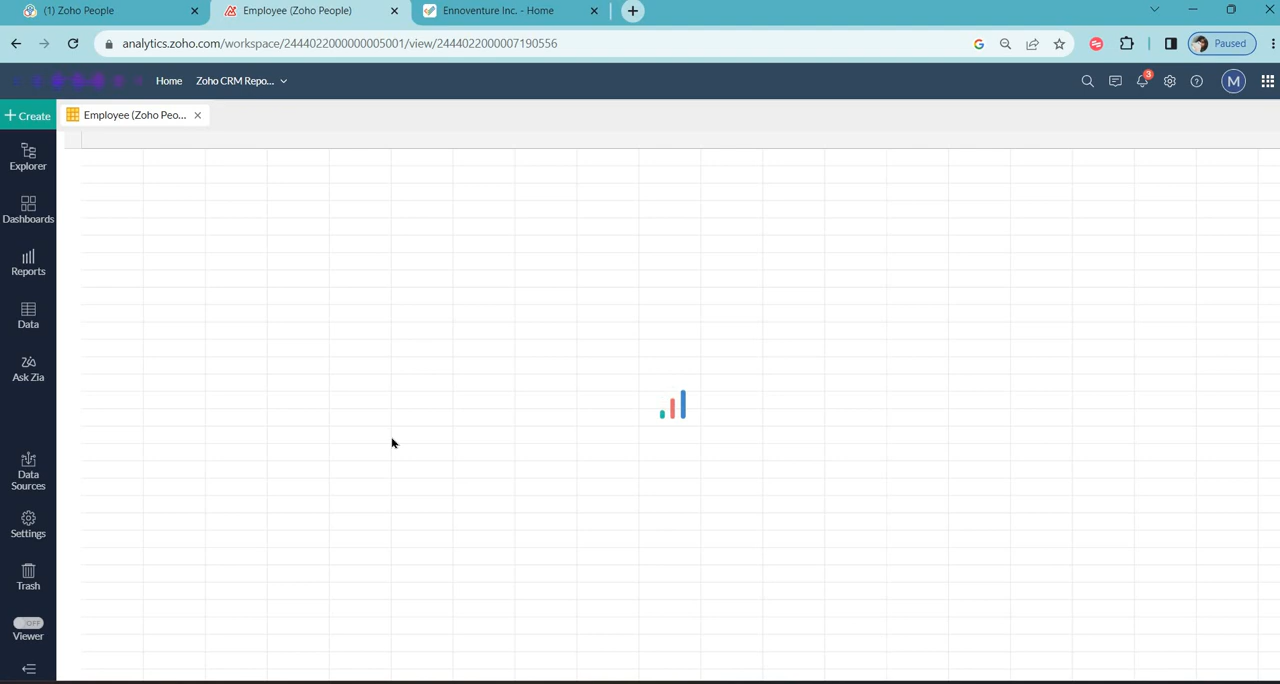 (1) Zoho People
Employee (Zoho People)
Ennoventure Inc. - Home
analytics.zoho.com/workspace/2444022000000005001/view/2444022000007190556
Paused
Home
Zoho CRM Repo...
3
M
Create
Employee (Zoho Peo...
Explorer
Dashboards
Reports
Data
Ask Zia
Data
Sources
Settings
Trash
OFF
Viewer